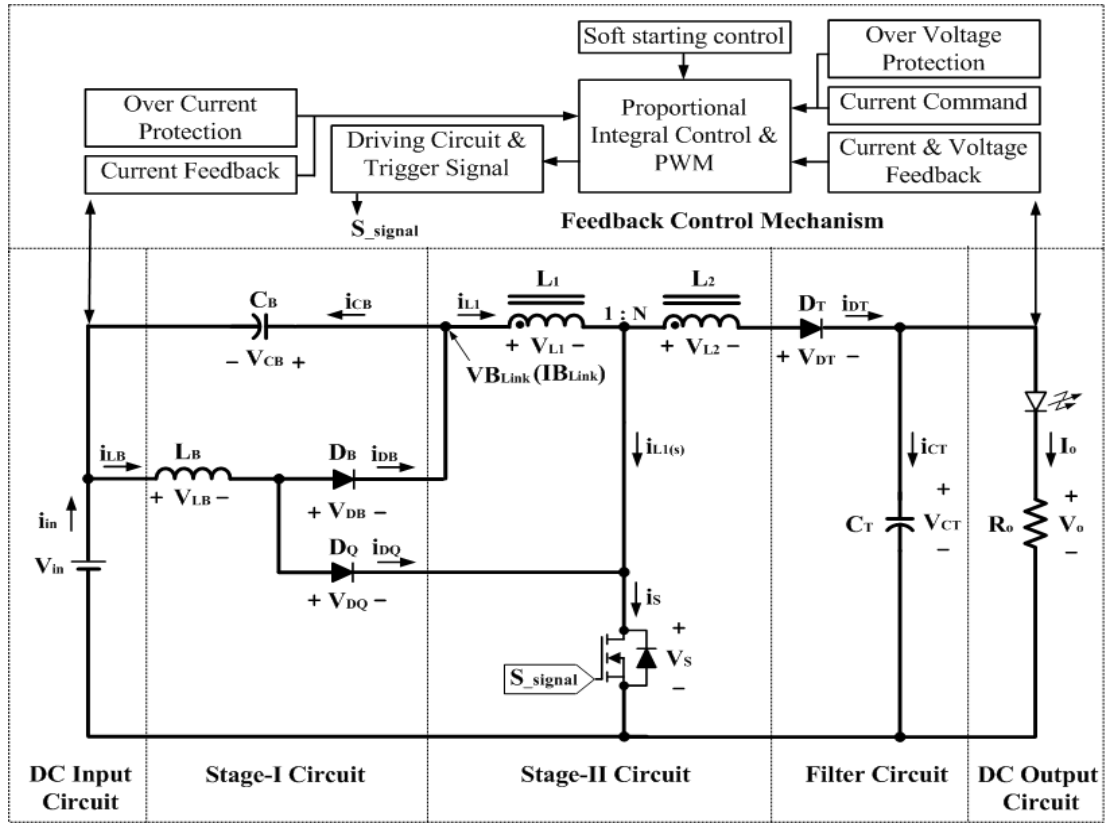 Soft starting control
Over Voltage
Protection
Over Current
Protection
Proportional
Integral Control &
PWM
Current Command
Driving Circuit &
Trigger Signal
Current Feedback
Current & Voltage
Feedback
S_signal
Feedback Control Mechanism
L1
L2
CB
iCB
iL1
1 : N
DT
iDT
− VCB +
+ VL1 −
+ VL2 −
+ VDT −
VBLink (IBLink)
iLB
LB
DB
iDB
iL1(s)
iCT
Io
+ VLB −
+ VDB −
iin
Vin
DQ
iDQ
+ VDQ −
CT
+
VCT
−
Ro
+
Vo
−
iS
+
VS
−
S_signal
DC Input
Circuit
Stage-I Circuit
Stage-II Circuit
Filter Circuit
DC Output
Circuit